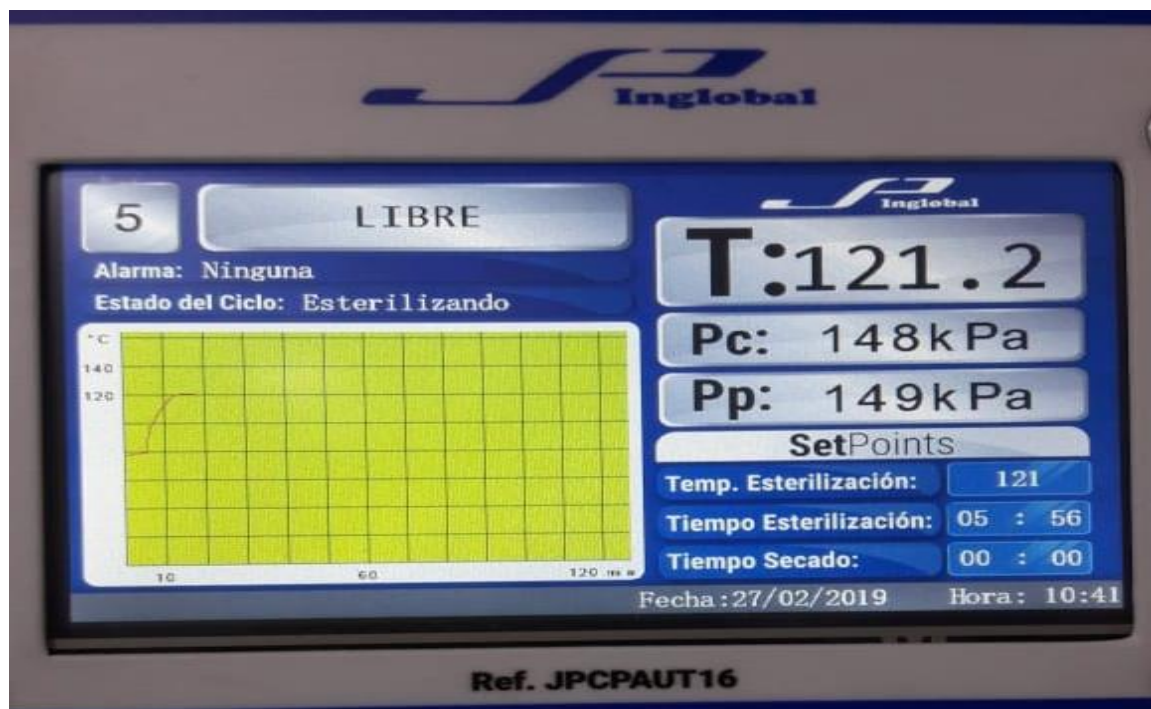 JP
Inglobal
5 LIBRE
Alarma: Ninguna
Estado del Ciclo: Esterilizando
°C
140
120
10 60 120
JP
Inglobal
T:121.2
Pc: 148kPa
Pp: 149kPa
SetPoints
Temp. Esterilización: 121
Tiempo Esterilización: 05 : 56
Tiempo Secado: 00 : 00
Fecha:27/02/2019 Hora: 10:41
Ref. JPCPAUT16